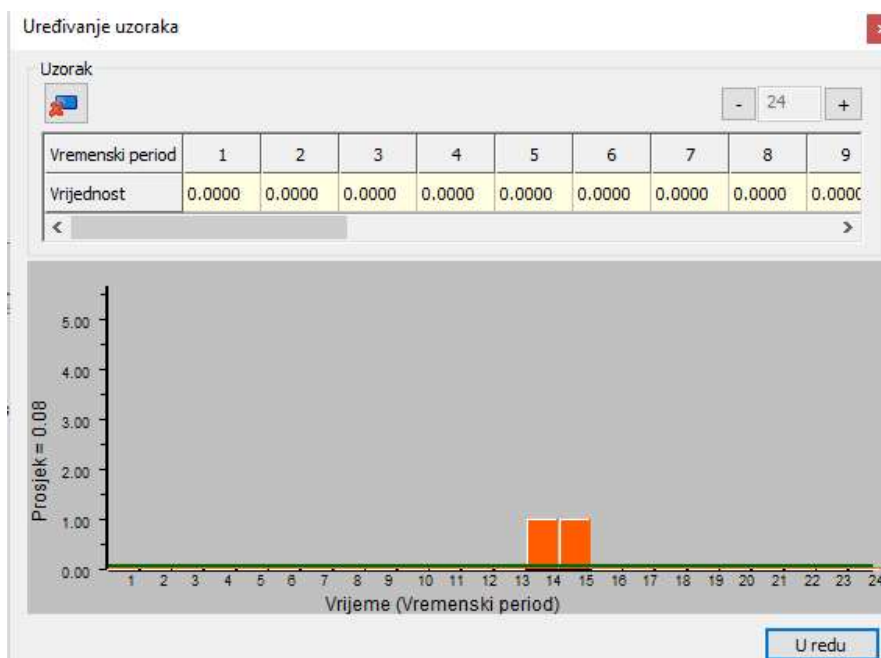 Uređivanje uzoraka
Uzorak
- 24 +
Vremenski period 1 2 3 4 5 6 7 8 9
Vrijednost 0.0000 0.0000 0.0000 0.0000 0.0000 0.0000 0.0000 0.0000 0.0000
Prosjek = 0.08
5.00
4.00
3.00
2.00
1.00
0.00
1 2 3 4 5 6 7 8 9 10 11 12 13 14 15 16 17 18 19 20 21 22 23 24
Vrijeme (Vremenski period)
U redu